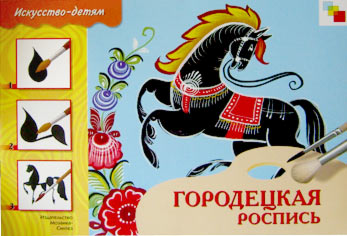 Искусство-детям
1.
2.
3.
Издательство
Мозаика-
Синтез
ГОРОДЕЦКАЯ
РОСПИСЬ